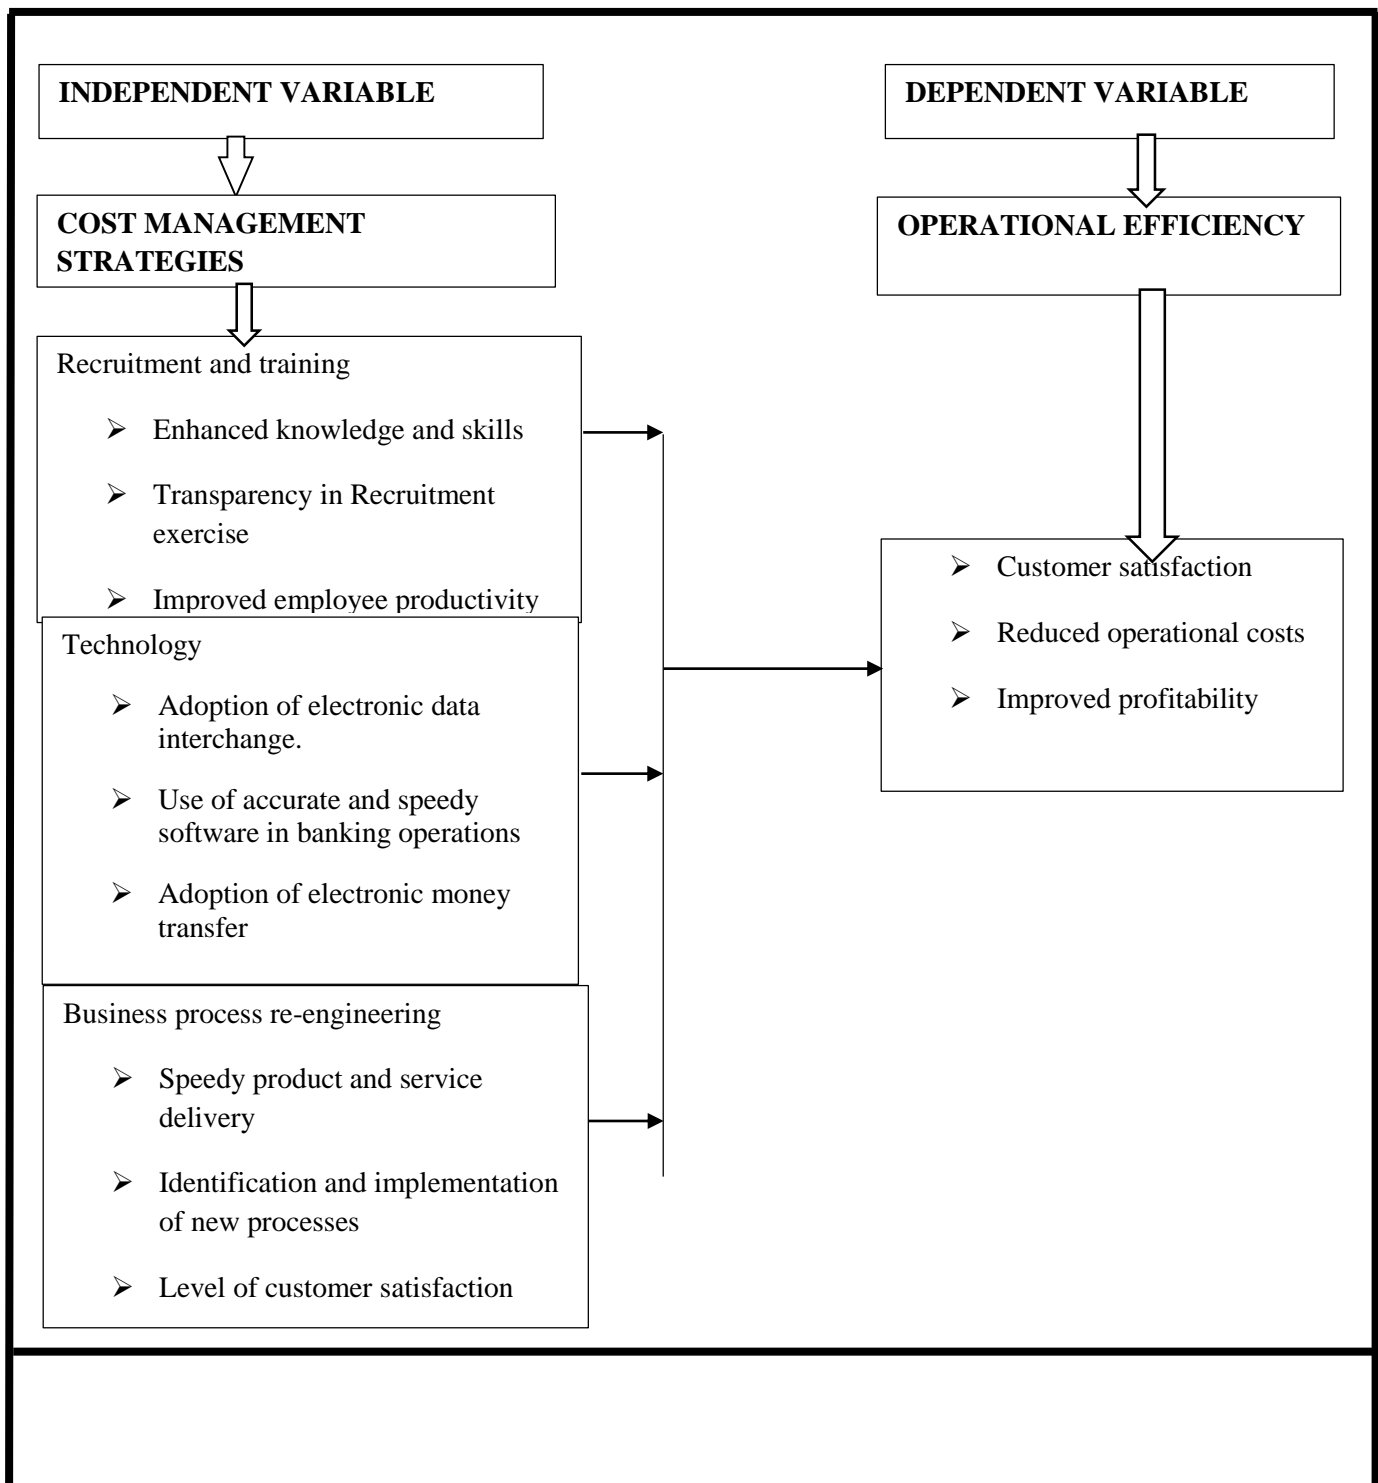 INDEPENDENT VARIABLE
DEPENDENT VARIABLE
COST MANAGEMENT
STRATEGIES
OPERATIONAL EFFICIENCY
Recruitment and training
➢ Enhanced knowledge and skills
➢ Transparency in Recruitment
exercise
➢ Improved employee productivity
Technology
➢ Adoption of electronic data
interchange.
➢ Use of accurate and speedy
software in banking operations
➢ Adoption of electronic money
transfer
Business process re-engineering
➢ Speedy product and service
delivery
➢ Identification and implementation
of new processes
➢ Level of customer satisfaction
➢ Customer satisfaction
➢ Reduced operational costs
➢ Improved profitability